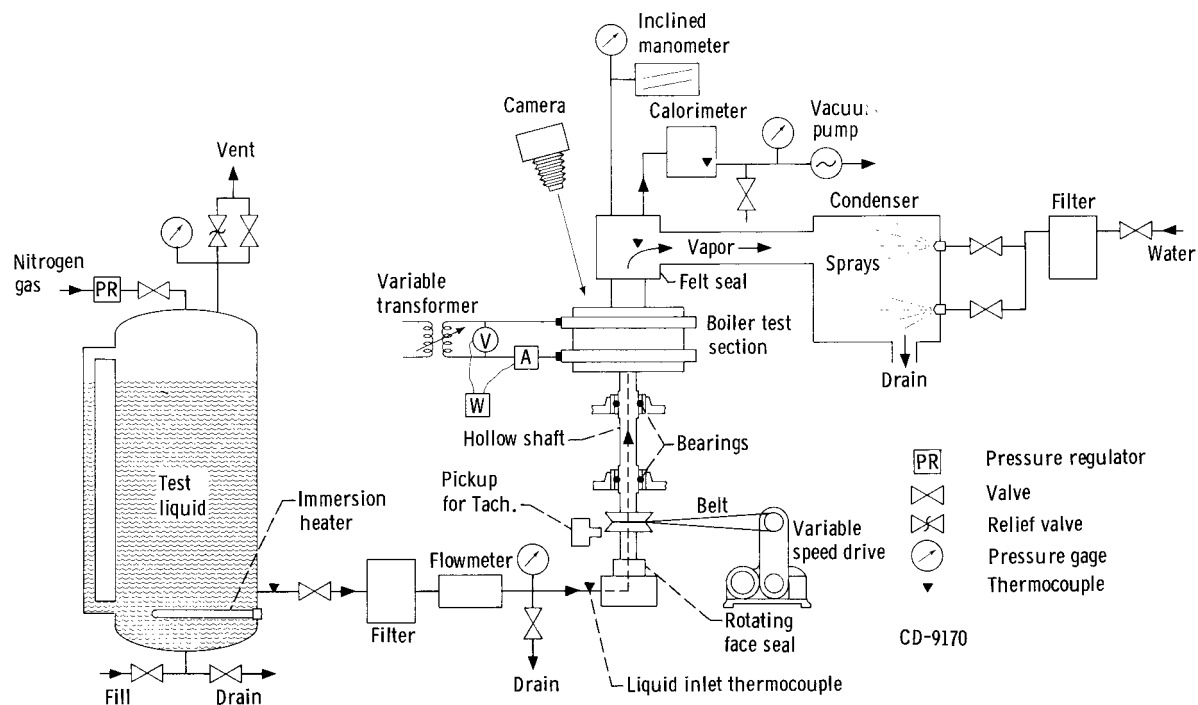 Inclined
manometer
Camera
Calorimeter
Vacuum
pump
Vent
Condenser
Filter
Nitrogen
gas
PR
Vapor
Sprays
Water
Felt seal
Variable
transformer
V
A
W
Boiler test
section
Drain
Hollow shaft
Bearings
Test
liquid
Immersion
heater
Pickup
for Tach.
Belt
Variable
speed drive
Flowmeter
Filter
Rotating
face seal
Fill
Drain
Drain
Liquid inlet thermocouple
PR Pressure regulator
Valve
Relief valve
Pressure gage
Thermocouple
CD-9170